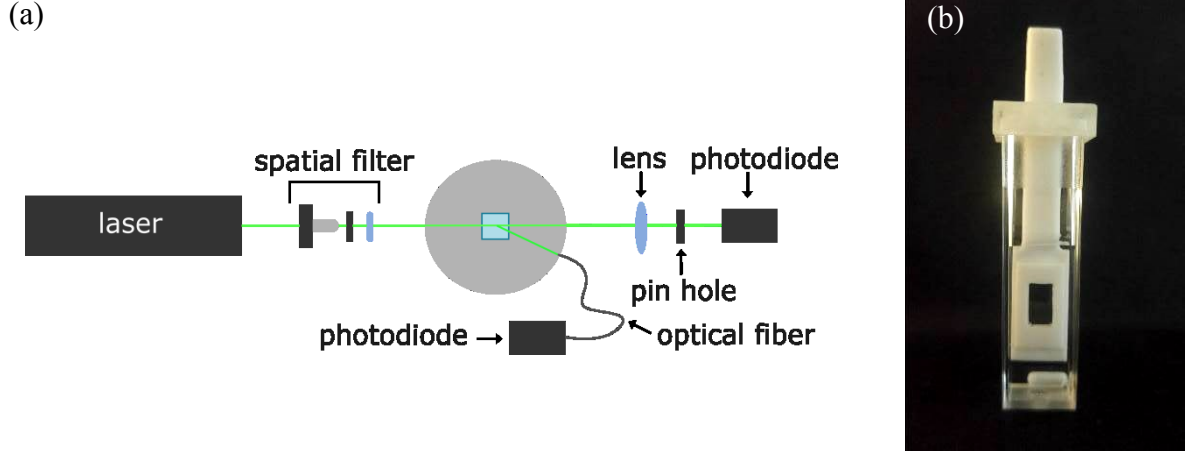 (a)
(b)
spatial filter
lens
photodiode
laser
pin hole
photodiode
optical fiber